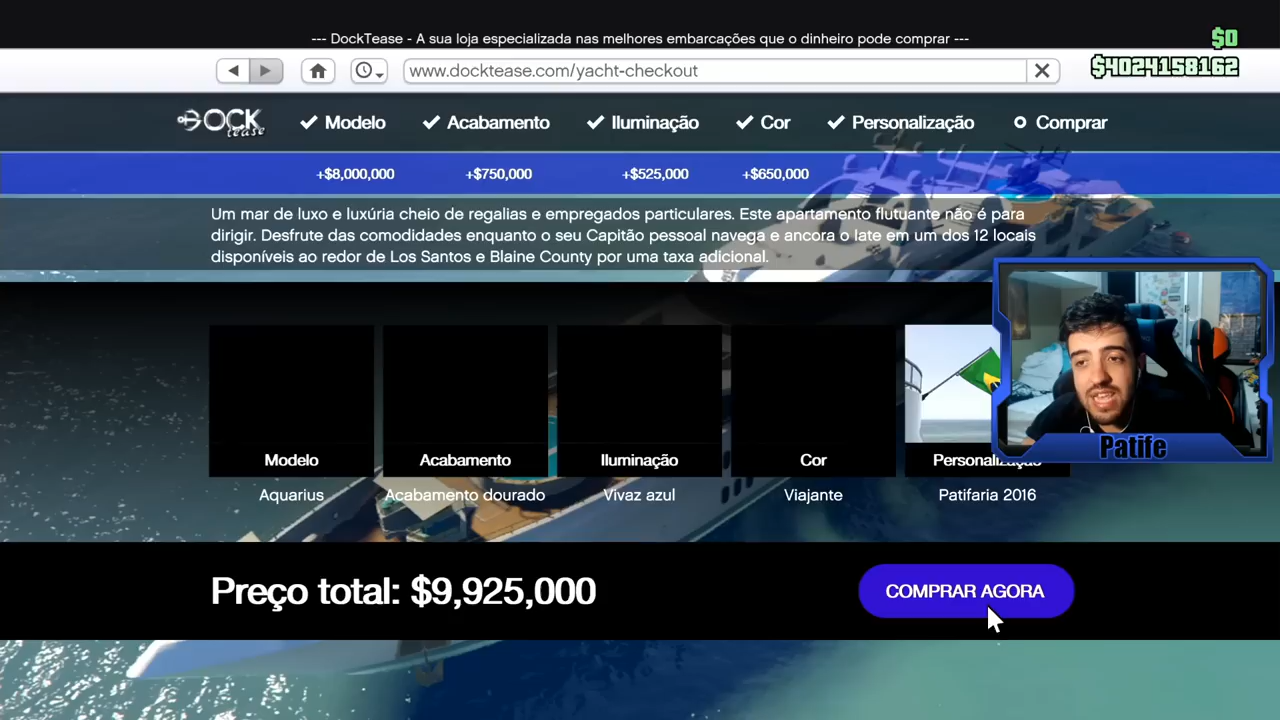 --- DockTease - A sua loja especializada nas melhores embarcações que o dinheiro pode comprar ---
$0
$4024158162
www.docktease.com/yacht-checkout
DOCK tease
Modelo Acabamento Iluminação Cor Personalização Comprar
+$8,000,000 +$750,000 +$525,000 +$650,000
Um mar de luxo e luxúria cheio de regalias e empregados particulares. Este apartamento flutuante não é para
dirigir. Desfrute das comodidades enquanto o seu Capitão pessoal navega e ancora o Iate em um dos 12 locais
disponíveis ao redor de Los Santos e Blaine County por uma taxa adicional.
Modelo Acabamento Iluminação Cor Personalização
Aquarius Acabamento dourado Vivaz azul Viajante Patifaria 2016
Patife
Preço total: $9,925,000
COMPRAR AGORA